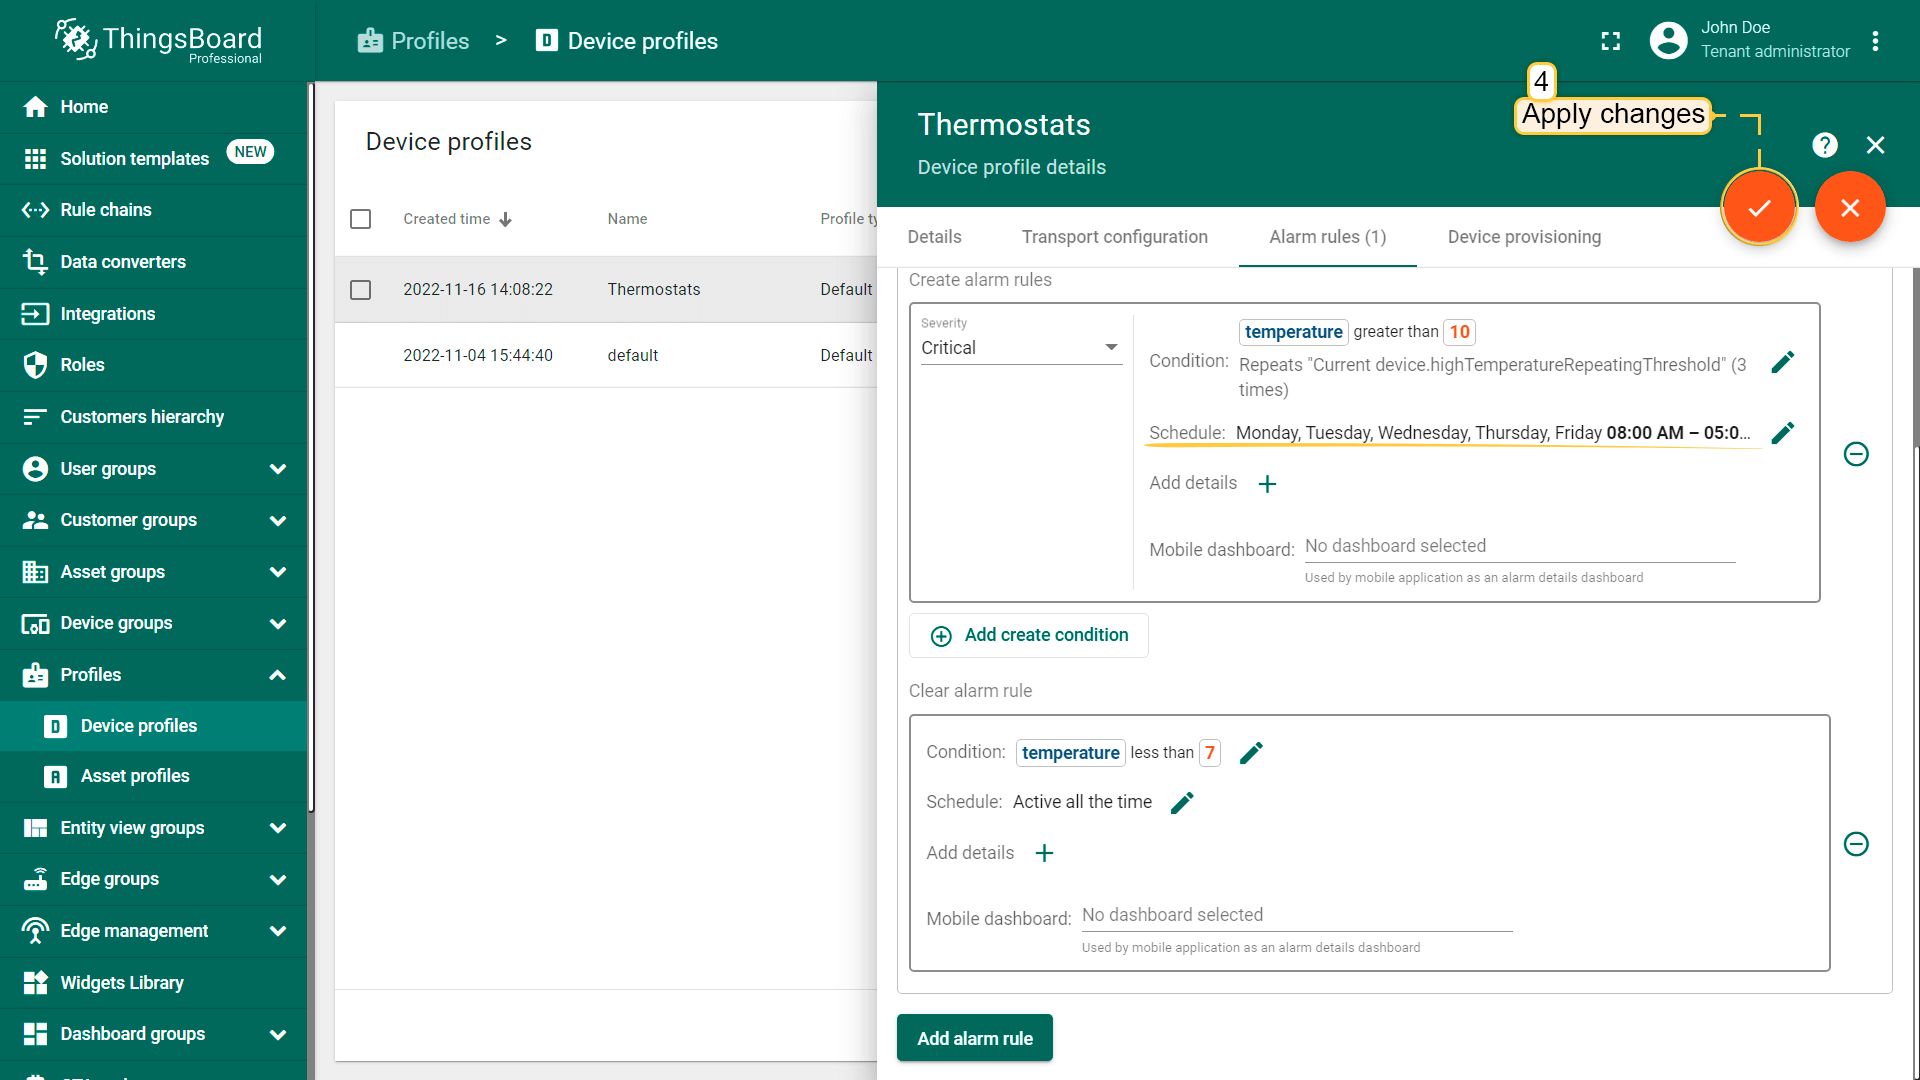 ThingsBoard
Professional
Profiles > D Device profiles
John Doe
Tenant administrator
Home
Solution templates NEW
Rule chains
Data converters
Integrations
Roles
Customers hierarchy
User groups
Customer groups
Asset groups
Device groups
Profiles
D Device profiles
A Asset profiles
Entity view groups
Edge groups
Edge management
Widgets Library
Dashboard groups
Device profiles
Created time Name Profile ty
2022-11-16 14:08:22 Thermostats Default
2022-11-04 15:44:40 default Default
4
Apply changes
Thermostats
Device profile details
?
Details Transport configuration Alarm rules (1) Device provisioning
Create alarm rules
Severity
Critical
temperature greater than 10
Condition:
Repeats "Current device.highTemperatureRepeatingThreshold" (3
times)
Schedule: Monday, Tuesday, Wednesday, Thursday, Friday 08:00 AM – 05:0...
Add details
Mobile dashboard: No dashboard selected
Used by mobile application as an alarm details dashboard
Add create condition
Clear alarm rule
Condition: temperature less than 7
Schedule: Active all the time
Add details
Mobile dashboard: No dashboard selected
Used by mobile application as an alarm details dashboard
Add alarm rule